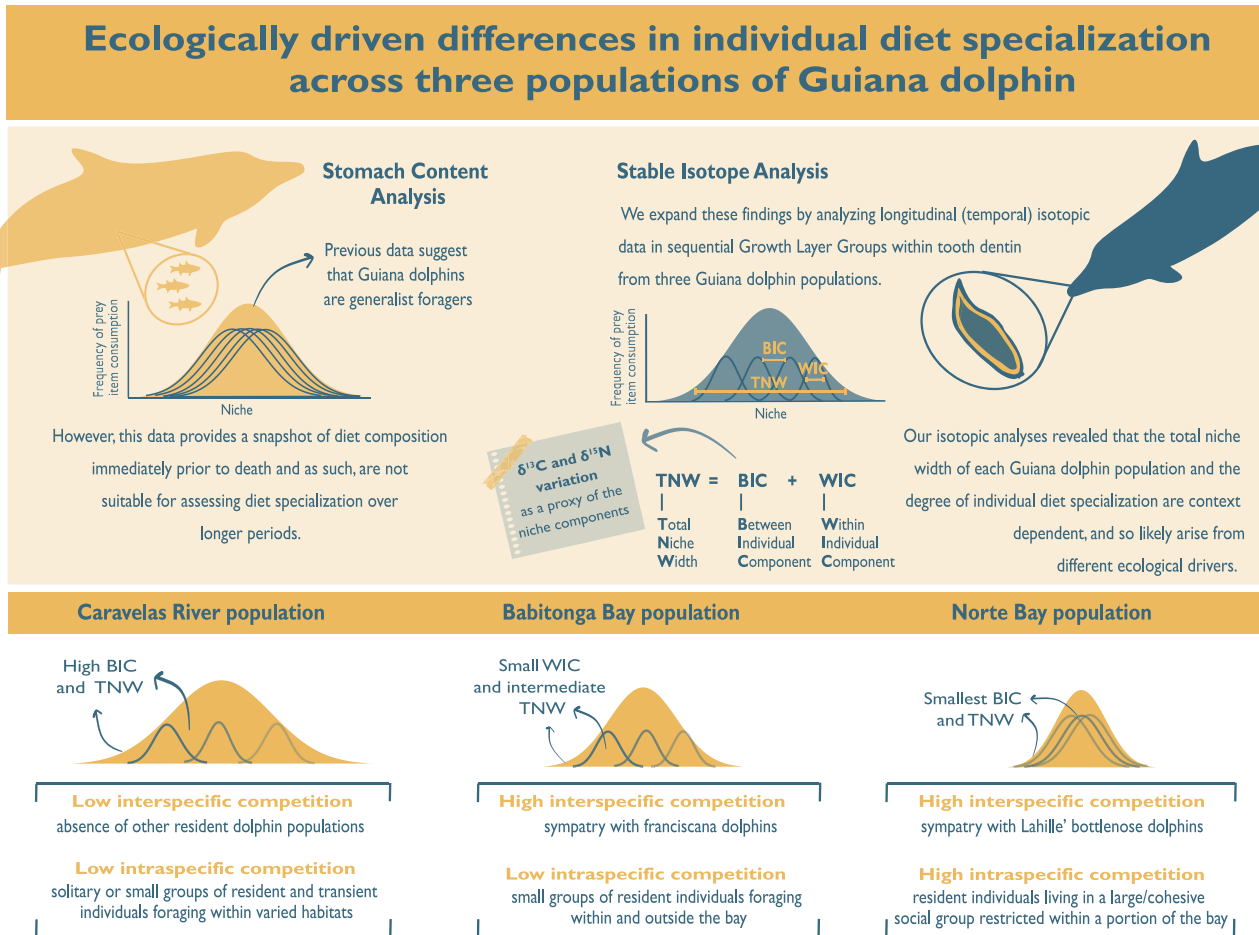 Ecologically driven differences in individual diet specialization
across three populations of Guiana dolphin
Stomach Content
Analysis
Previous data suggest
that Guiana dolphins
are generalist foragers
Frequency of prey
item consumption
Niche
However, this data provides a snapshot of diet composition
immediately prior to death and as such, are not
suitable for assessing diet specialization over
longer periods.
Stable Isotope Analysis
We expand these findings by analyzing longitudinal (temporal) isotopic
data in sequential Growth Layer Groups within tooth dentin
from three Guiana dolphin populations.
Frequency of prey
item consumption
BIC
WIC
TNW
Niche
δ¹³C and δ¹⁵N
variation
as a proxy of the
niche components
TNW = BIC + WIC
Total
Niche
Width
Between
Individual
Component
Within
Individual
Component
Our isotopic analyses revealed that the total niche
width of each Guiana dolphin population and the
degree of individual diet specialization are context
dependent, and so likely arise from
different ecological drivers.
Caravelas River population
High BIC
and TNW
Low interspecific competition
absence of other resident dolphin populations
Low intraspecific competition
solitary or small groups of resident and transient
individuals foraging within varied habitats
Babitonga Bay population
Small WIC
and intermediate
TNW
High interspecific competition
sympatry with franciscana dolphins
Low intraspecific competition
small groups of resident individuals foraging
within and outside the bay
Norte Bay population
Smallest BIC
and TNW
High interspecific competition
sympatry with Lahille' bottlenose dolphins
High intraspecific competition
resident individuals living in a large/cohesive
social group restricted within a portion of the bay